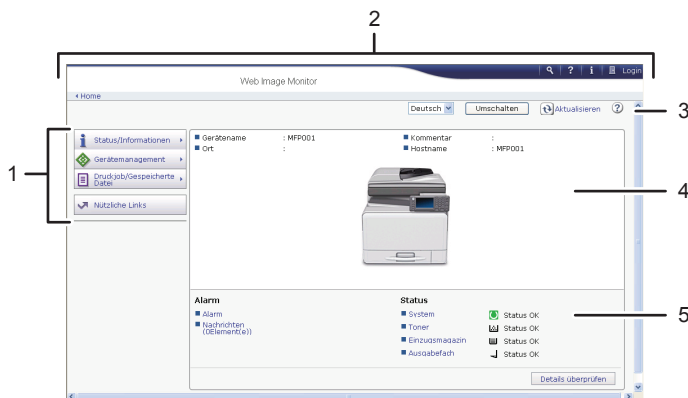 2
Web Image Monitor
? i Login
Home
Deutsch Umschalten Aktualisieren ?
3
1
Status/Informationen
Gerätemanagement
Druckjob/Gespeicherte
Datei
Nützliche Links
Gerätename : MFP001 Kommentar :
Ort : Hostname : MFP001
4
Alarm Status
Alarm System Status OK
Nachrichten
(0Element(e)) Toner Status OK
Einzugsmagazin Status OK
Ausgabefach Status OK
5
Details überprüfen